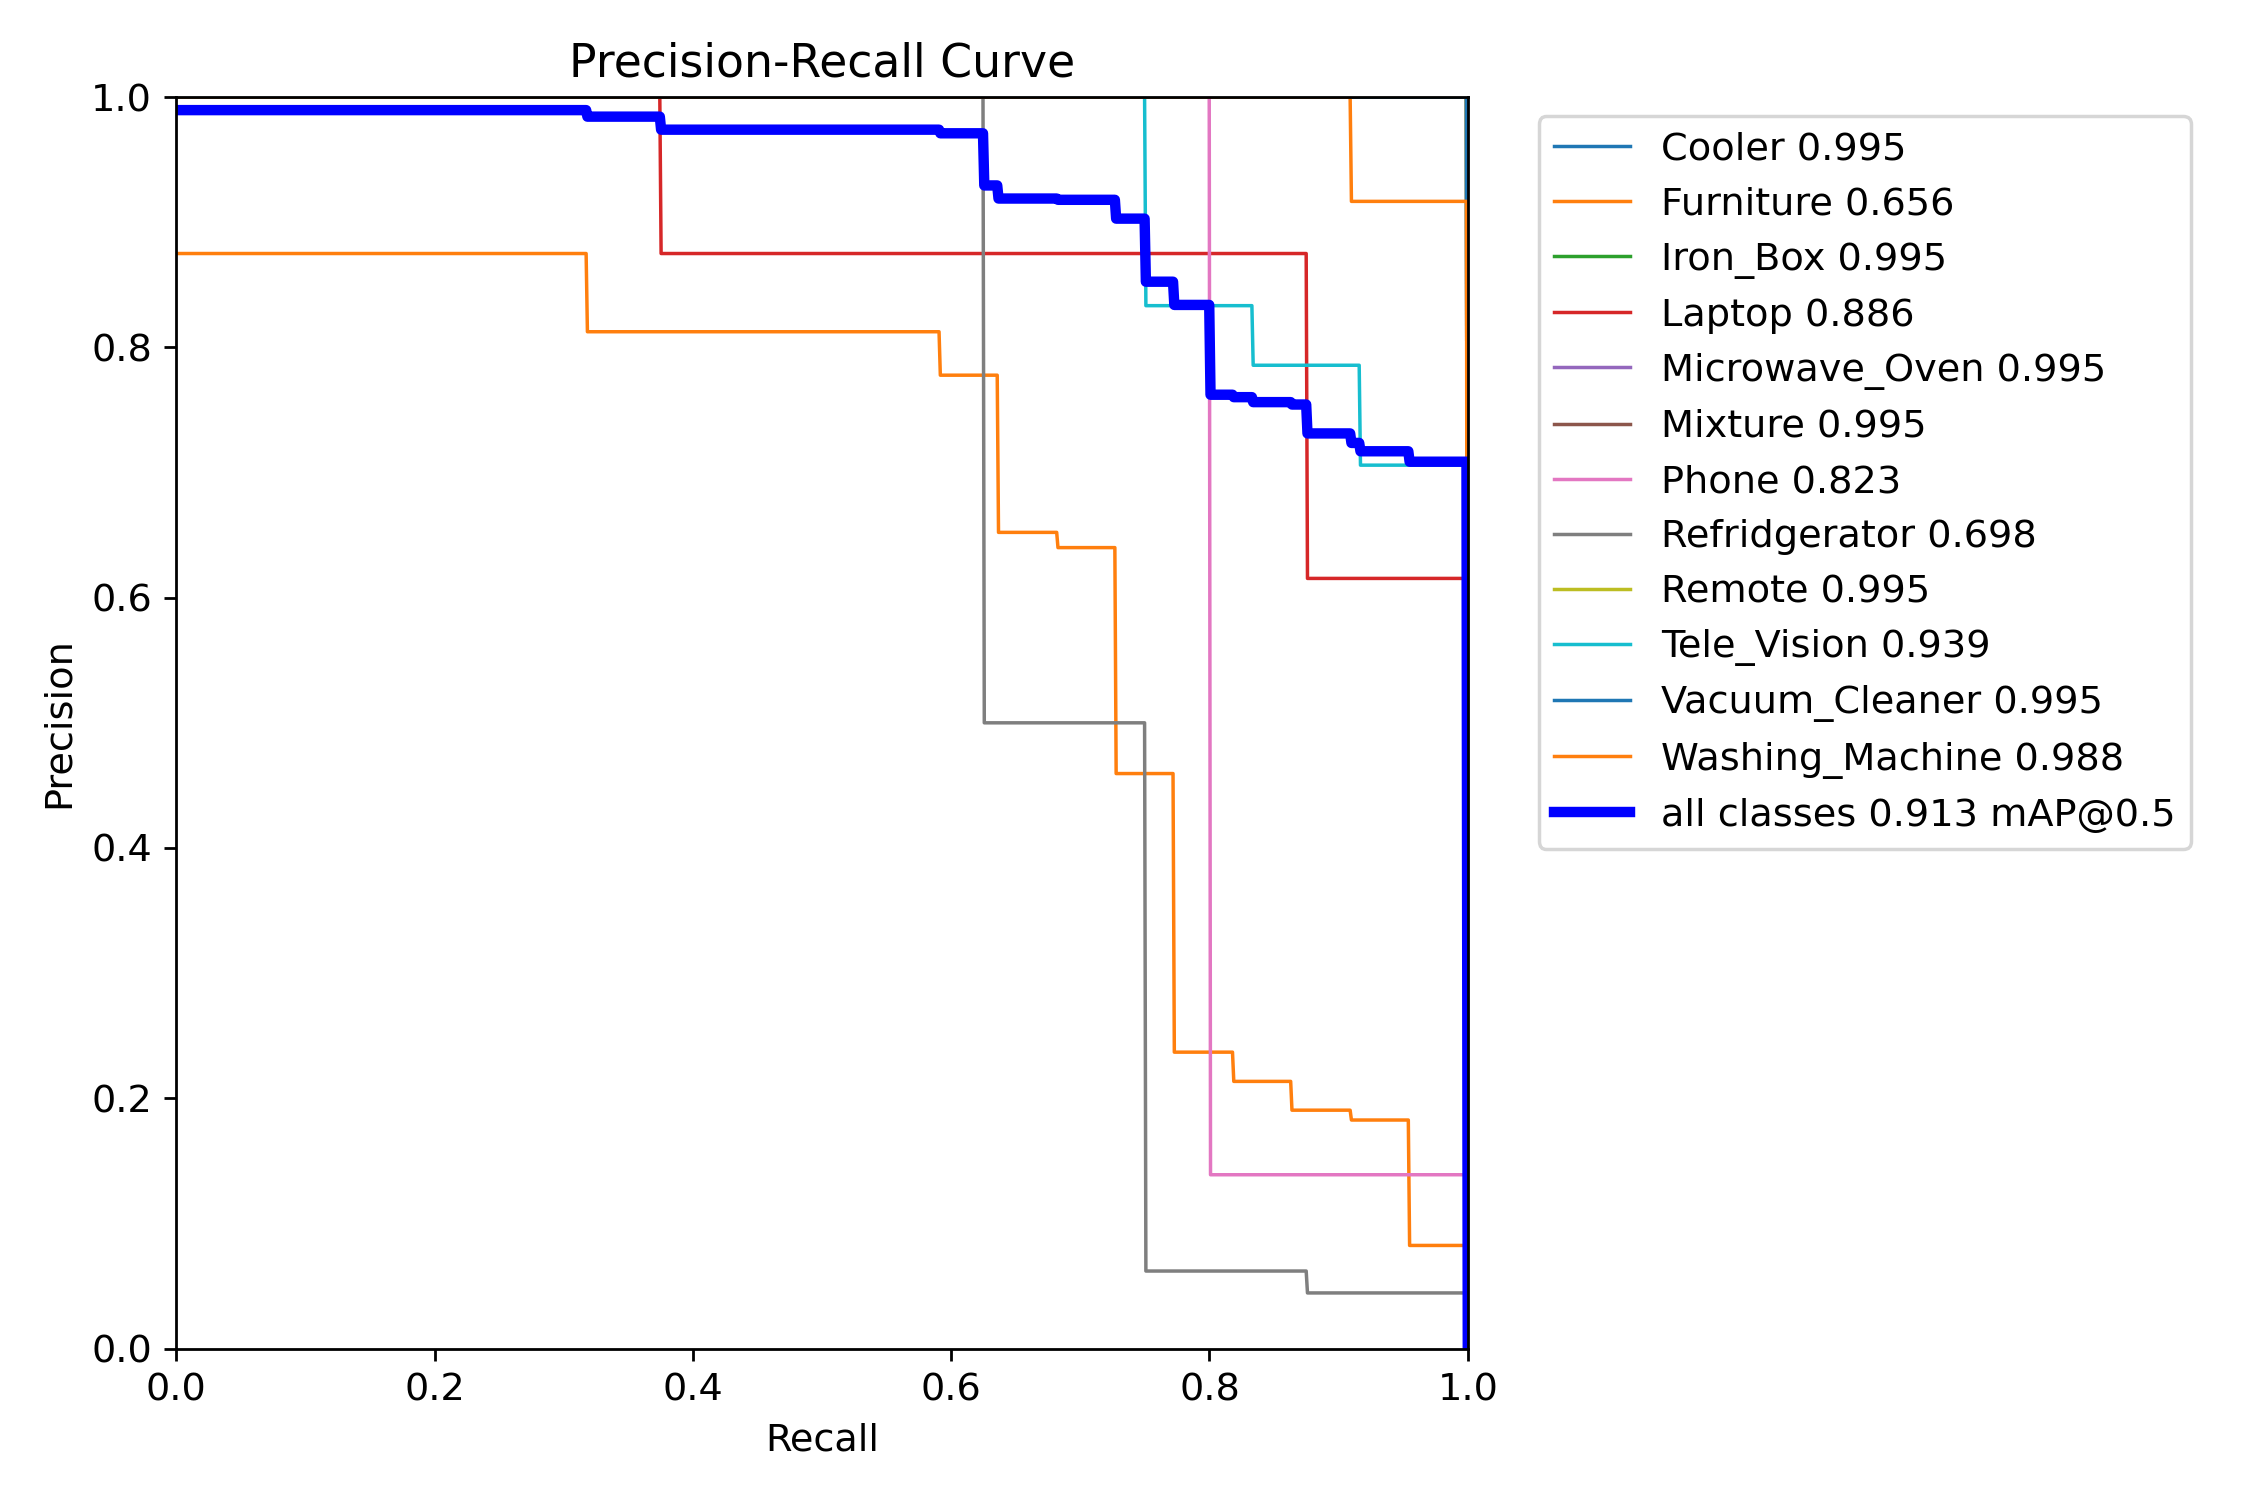 Precision-Recall Curve
1.0
0.8
0.6
0.4
0.2
0.0
Precision
0.0 0.2 0.4 0.6 0.8 1.0
Recall
Cooler 0.995
Furniture 0.656
Iron_Box 0.995
Laptop 0.886
Microwave_Oven 0.995
Mixture 0.995
Phone 0.823
Refridgerator 0.698
Remote 0.995
Tele_Vision 0.939
Vacuum_Cleaner 0.995
Washing_Machine 0.988
all classes 0.913 mAP@0.5